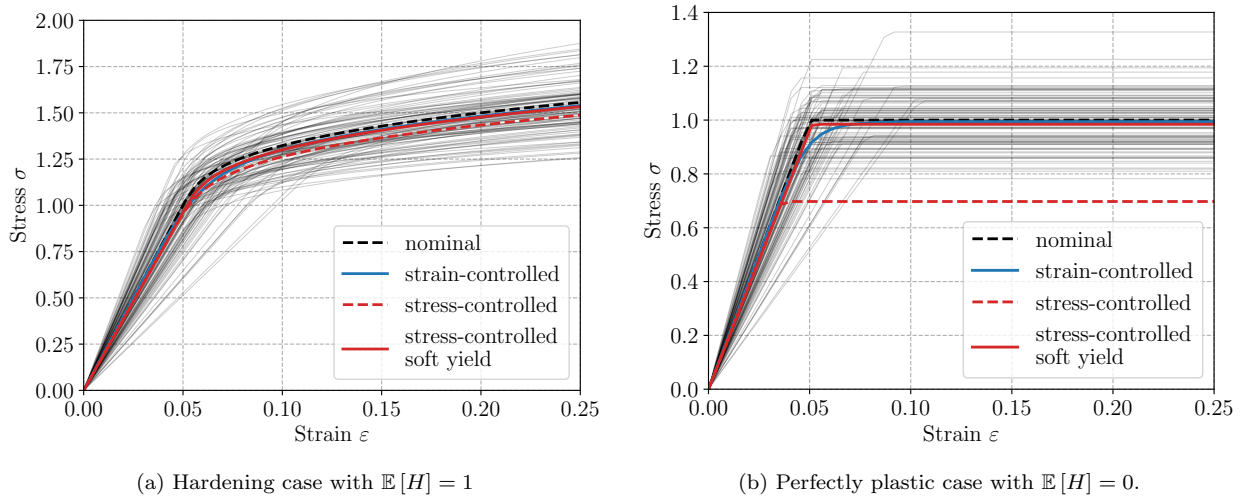 2.00
1.75
1.50
1.25
1.00
0.75
0.50
0.25
0.00
Stress σ
0.00 0.05 0.10 0.15 0.20 0.25
Strain ε
nominal
strain-controlled
stress-controlled
stress-controlled
soft yield
(a) Hardening case with 𝔼 [H] = 1
1.4
1.2
1.0
0.8
0.6
0.4
0.2
0.0
Stress σ
0.00 0.05 0.10 0.15 0.20 0.25
Strain ε
nominal
strain-controlled
stress-controlled
stress-controlled
soft yield
(b) Perfectly plastic case with 𝔼 [H] = 0.